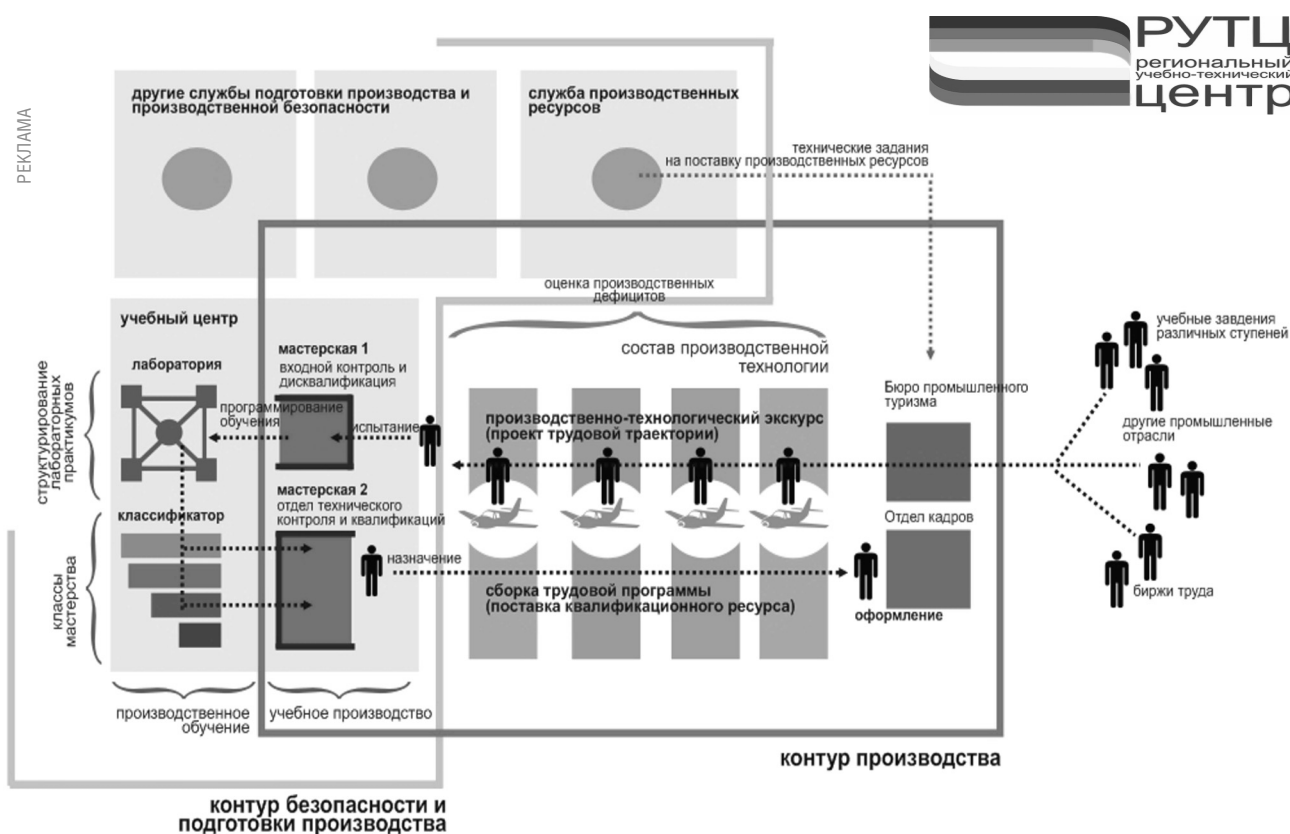 РЕКЛАМА
РУТЦ
региональный
учебно-технический
центр
другие службы подготовки производства и
производственной безопасности
служба производственных
ресурсов
технические задания
на поставку производственных ресурсов
оценка производственных
дефицитов
учебный центр
лаборатория
мастерская 1
входной контроль и
дисквалификация
состав производственной
технологии
учебные завдения
различных ступеней
структурирование
лабораторных
практикумов
программирование
обучения
испытание
производственно-технологический экскурс
(проект трудовой траектории)
Бюро промышленного
туризма
другие промышленные
отрасли
классификатор
мастерская 2
отдел технического
контроля и квалификаций
Отдел кадров
классы
мастерства
назначение
сборка трудовой программы
(поставка квалификационного ресурса)
оформление
биржи труда
производственное
обучение
учебное производство
контур производства
контур безопасности и
подготовки производства